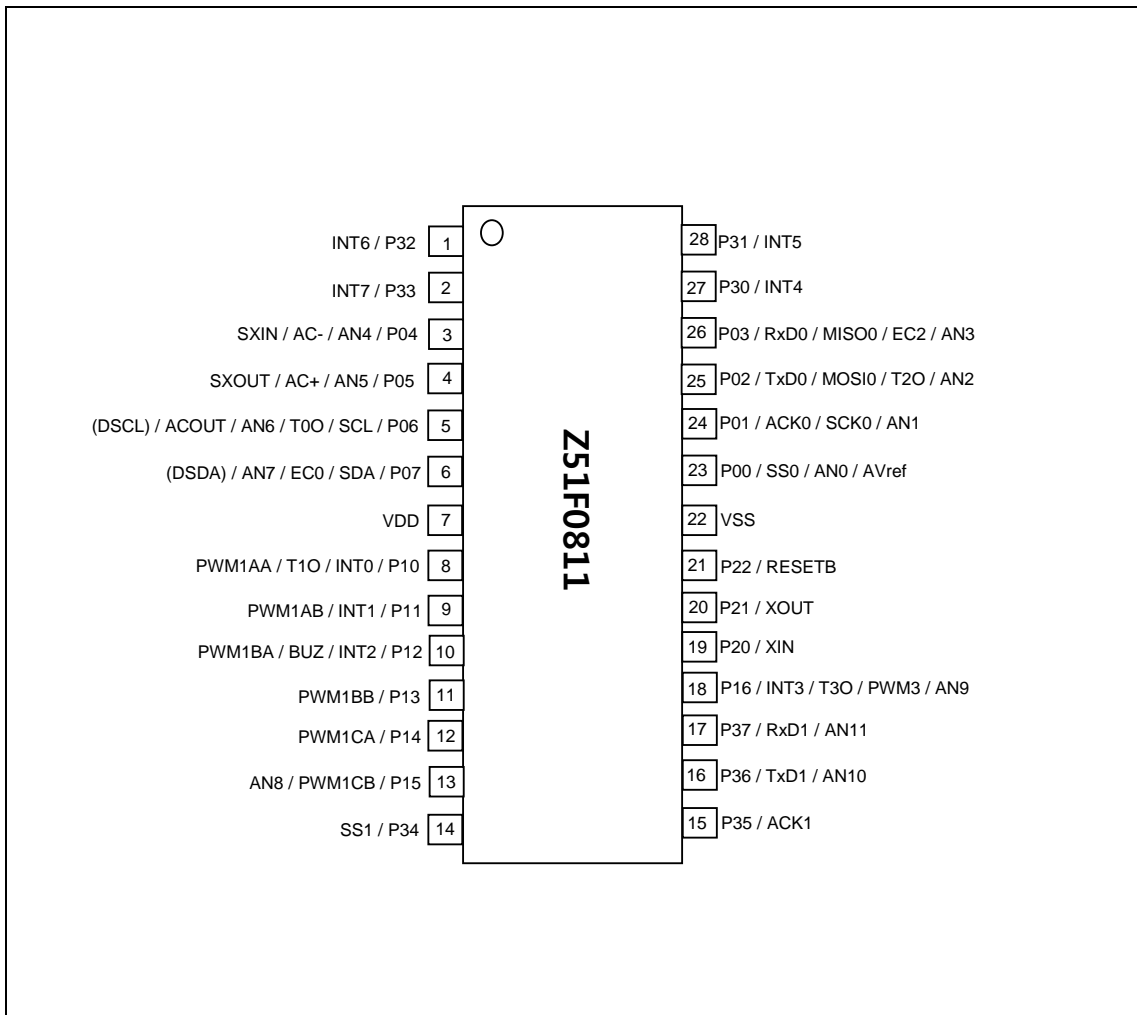 INT6 / P32 1
INT7 / P33 2
SXIN / AC- / AN4 / P04 3
SXOUT / AC+ / AN5 / P05 4
(DSCL) / ACOUT / AN6 / T0O / SCL / P06 5
(DSDA) / AN7 / EC0 / SDA / P07 6
VDD 7
PWM1AA / T1O / INT0 / P10 8
PWM1AB / INT1 / P11 9
PWM1BA / BUZ / INT2 / P12 10
PWM1BB / P13 11
PWM1CA / P14 12
AN8 / PWM1CB / P15 13
SS1 / P34 14
Z51F0811
28 P31 / INT5
27 P30 / INT4
26 P03 / RxD0 / MISO0 / EC2 / AN3
25 P02 / TxD0 / MOSI0 / T2O / AN2
24 P01 / ACK0 / SCK0 / AN1
23 P00 / SS0 / AN0 / AVref
22 VSS
21 P22 / RESETB
20 P21 / XOUT
19 P20 / XIN
18 P16 / INT3 / T3O / PWM3 / AN9
17 P37 / RxD1 / AN11
16 P36 / TxD1 / AN10
15 P35 / ACK1